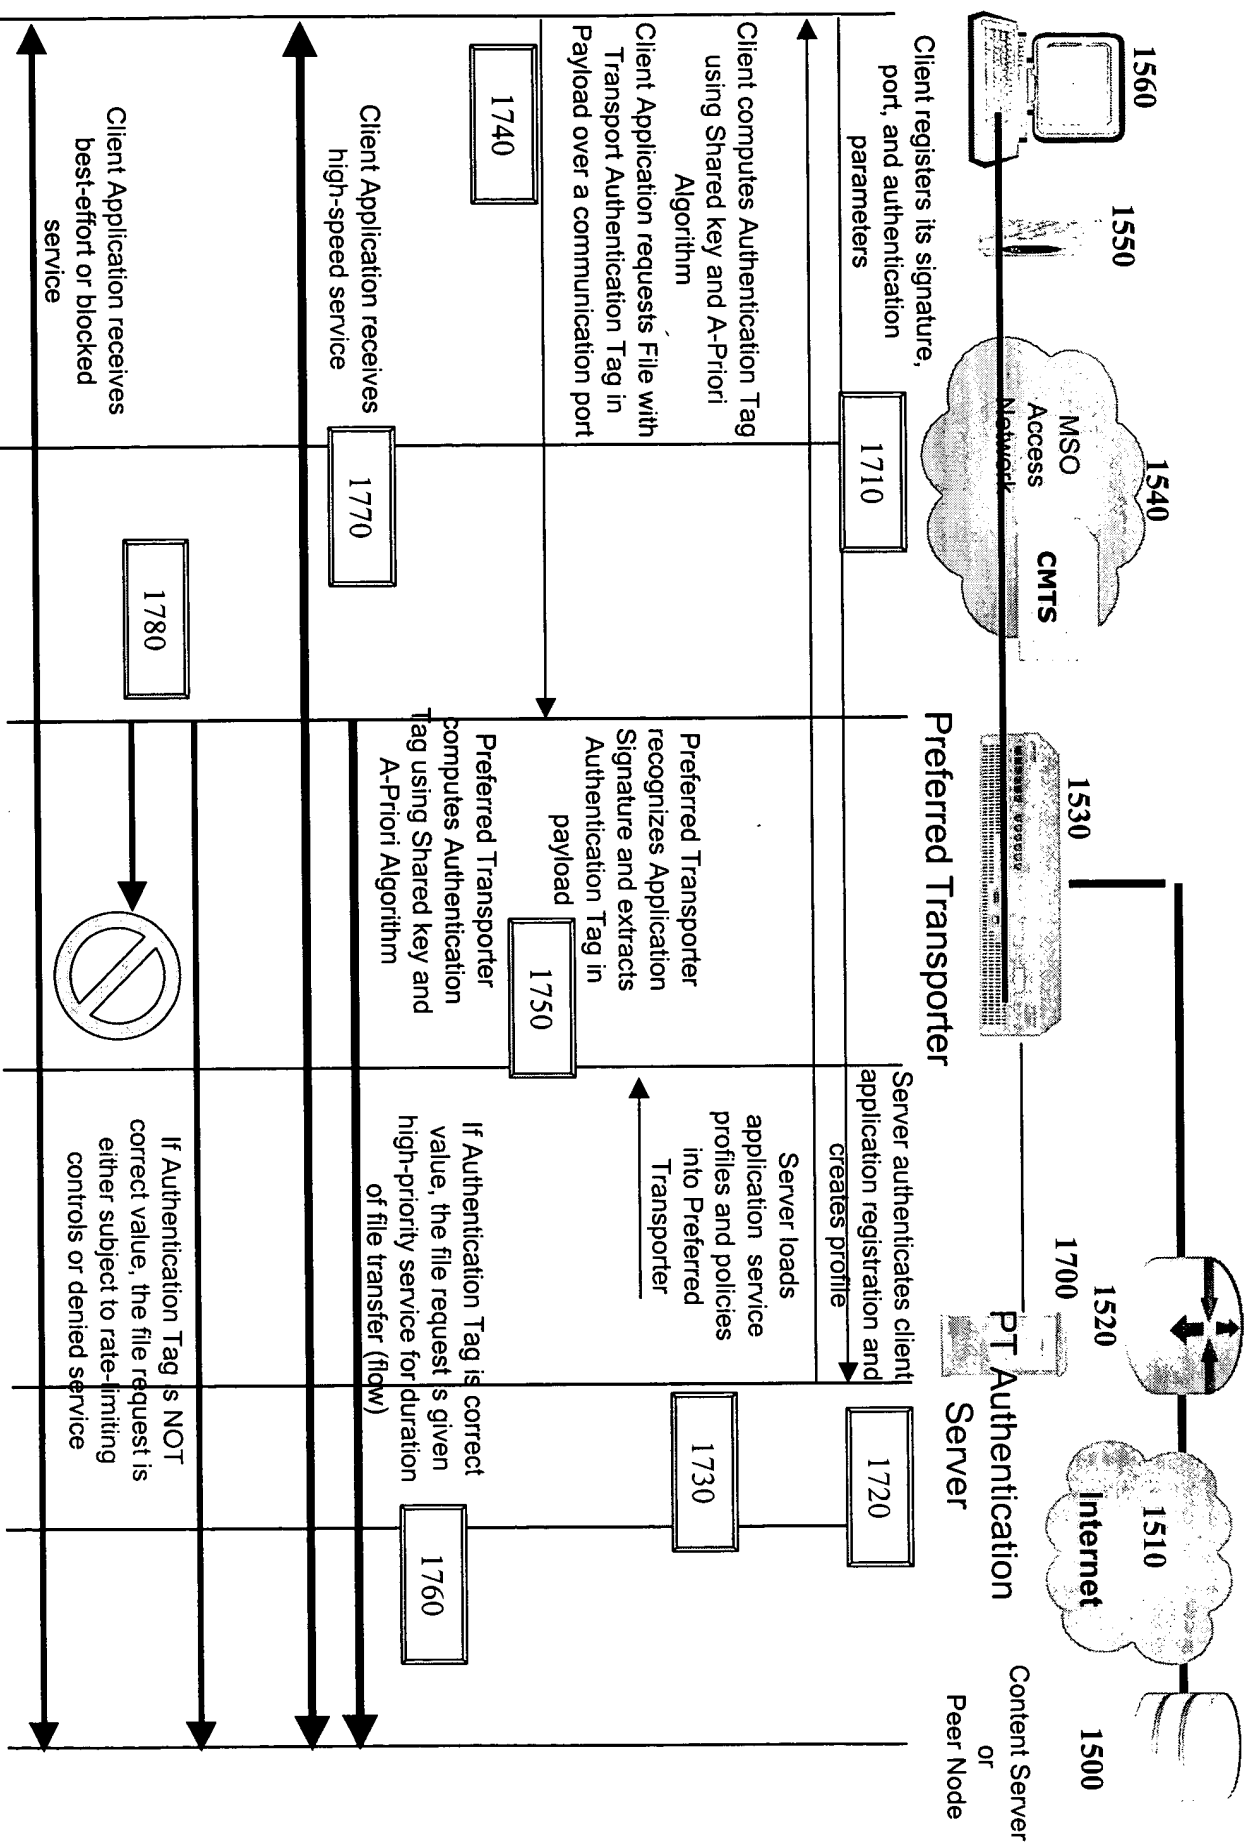 1560
1550
1540
MSO
Access
Network
CMTS
1530
Preferred Transporter
1520
1700
PT Authentication
Server
1510
Internet
1500
Content Server
or
Peer Node
Client registers its signature,
port, and authentication
parameters
1710
Server authenticates client
application registration and
creates profile
1720
Client computes Authentication Tag
using Shared key and A-Priori
Algorithm
Server loads
application service
profiles and policies
into Preferred
Transporter
1730
Client Application requests File with
Transport Authentication Tag in
Payload over a communication port
1740
Preferred Transporter
recognizes Application
Signature and extracts
Authentication Tag in
payload
1750
Preferred Transporter
computes Authentication
Tag using Shared key and
A-Priori Algorithm
If Authentication Tag is correct
value, the file request is given
high-priority service for duration
of file transfer (flow)
1760
Client Application receives
high-speed service
1770
If Authentication Tag is NOT
correct value, the file request is
either subject to rate-limiting
controls or denied service
1780
Client Application receives
best-effort or blocked
service